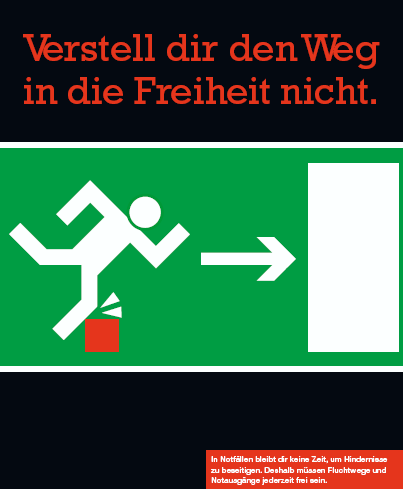 Verstell dir den Weg
in die Freiheit nicht.
In Notfällen bleibt dir keine Zeit, um Hindernisse
zu beseitigen. Deshalb müssen Fluchtwege und
Notausgänge jederzeit frei sein.